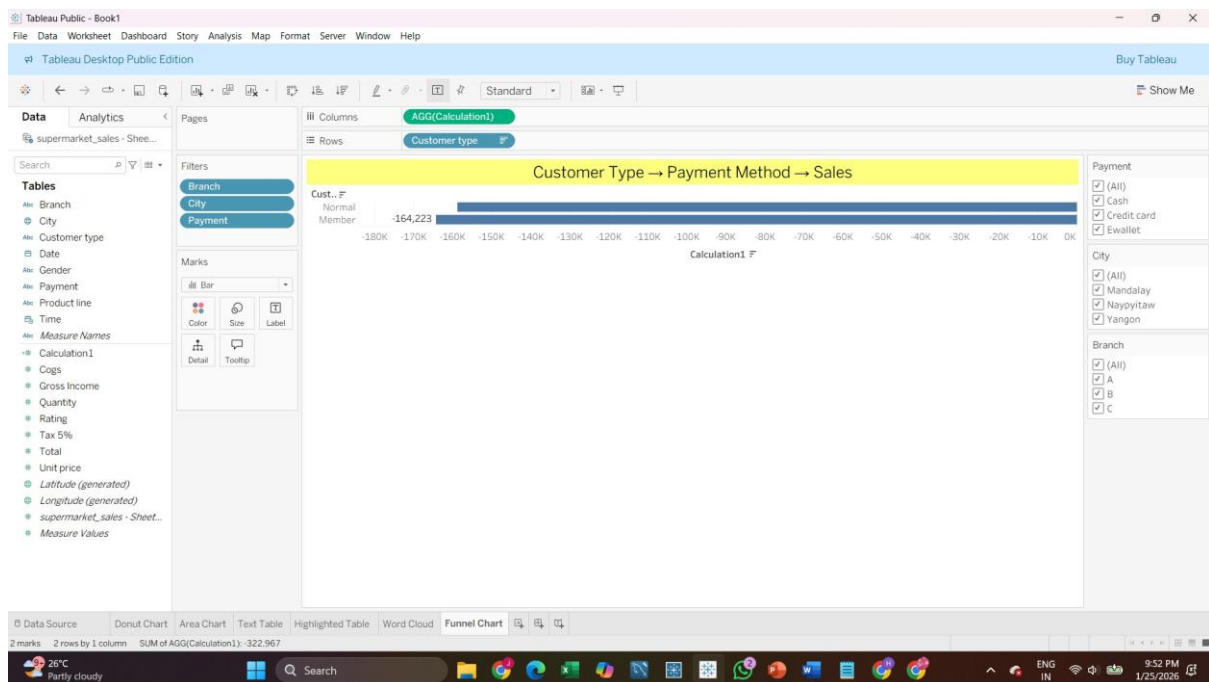 Tableau Public - Book1
File Data Worksheet Dashboard Story Analysis Map Format Server Window Help
Tableau Desktop Public Edition
Buy Tableau
Standard
Show Me
Data Analytics
supermarket_sales - Shee...
Search
Tables
Abc Branch
City
Abc Customer type
Date
Abc Gender
Abc Payment
Abc Product line
Time
Abc Measure Names
Calculation1
Cogs
Gross Income
Quantity
Rating
Tax 5%
Total
Unit price
Latitude (generated)
Longitude (generated)
supermarket_sales - Sheet...
Measure Values
Pages
Filters
Branch
City
Payment
Marks
Bar
Color Size Label
Detail Tooltip
Columns AGG(Calculation1)
Rows Customer type
Customer Type → Payment Method → Sales
Cust..
Normal
Member -164,223
-180K -170K -160K -150K -140K -130K -120K -110K -100K -90K -80K -70K -60K -50K -40K -30K -20K -10K 0K
Calculation1
Payment
(All)
Cash
Credit card
Ewallet
City
(All)
Mandalay
Naypyitaw
Yangon
Branch
(All)
A
B
C
Data Source Donut Chart Area Chart Text Table Highlighted Table Word Cloud Funnel Chart
2 marks 2 rows by 1 column SUM of AGG(Calculation1): -322,967
26°C
Partly cloudy
Search
ENG
IN
9:52 PM
1/25/2026